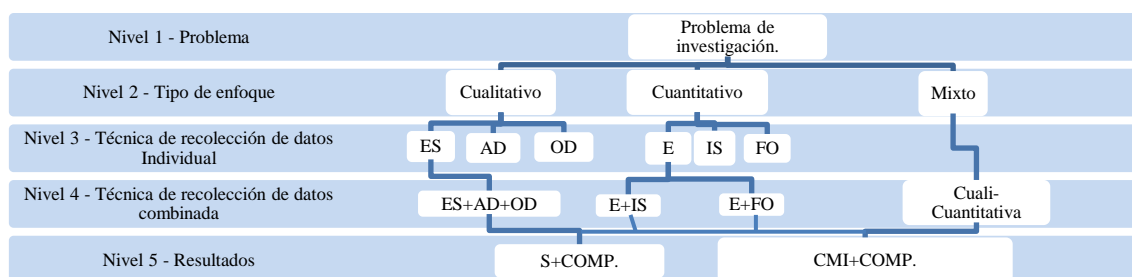 Nivel 1 - Problema
Problema de
investigación.
Nivel 2 - Tipo de enfoque
Cualitativo
Cuantitativo
Mixto
Nivel 3 - Técnica de recolección de datos
Individual
ES
AD
OD
E
IS
FO
Nivel 4 - Técnica de recolección de datos
combinada
ES+AD+OD
E+IS
E+FO
Cuali-
Cuantitativa
Nivel 5 - Resultados
S+COMP.
CMI+COMP.